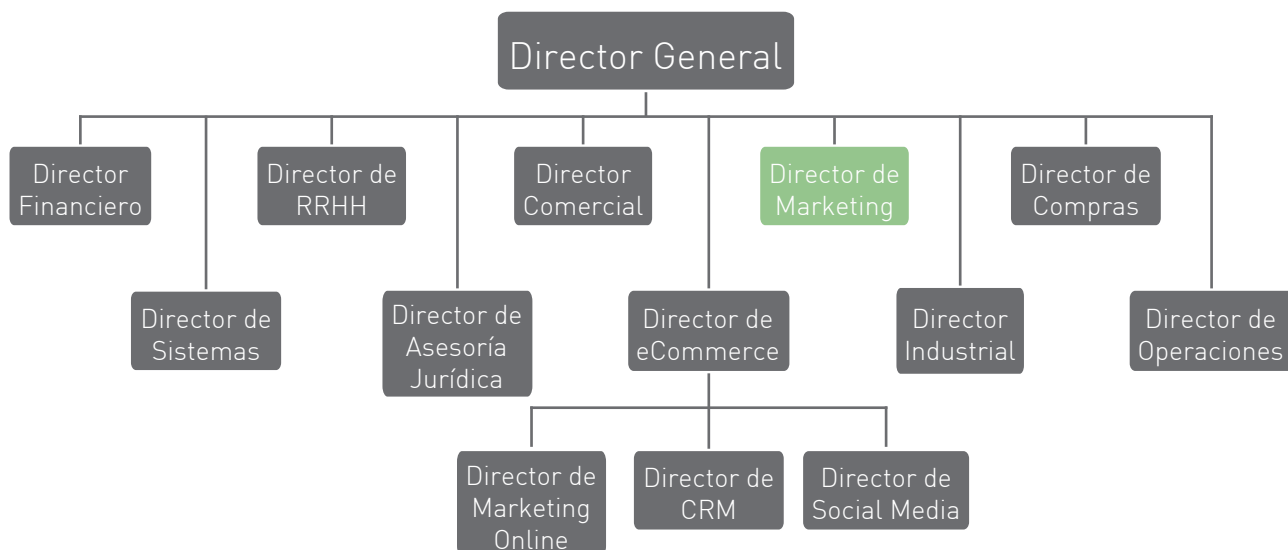 Director General
Director
Financiero
Director de
RRHH
Director
Comercial
Director de
Marketing
Director de
Compras
Director de
Sistemas
Director de
Asesoría
Jurídica
Director de
eCommerce
Director
Industrial
Director de
Operaciones
Director de
Marketing
Online
Director de
CRM
Director de
Social Media